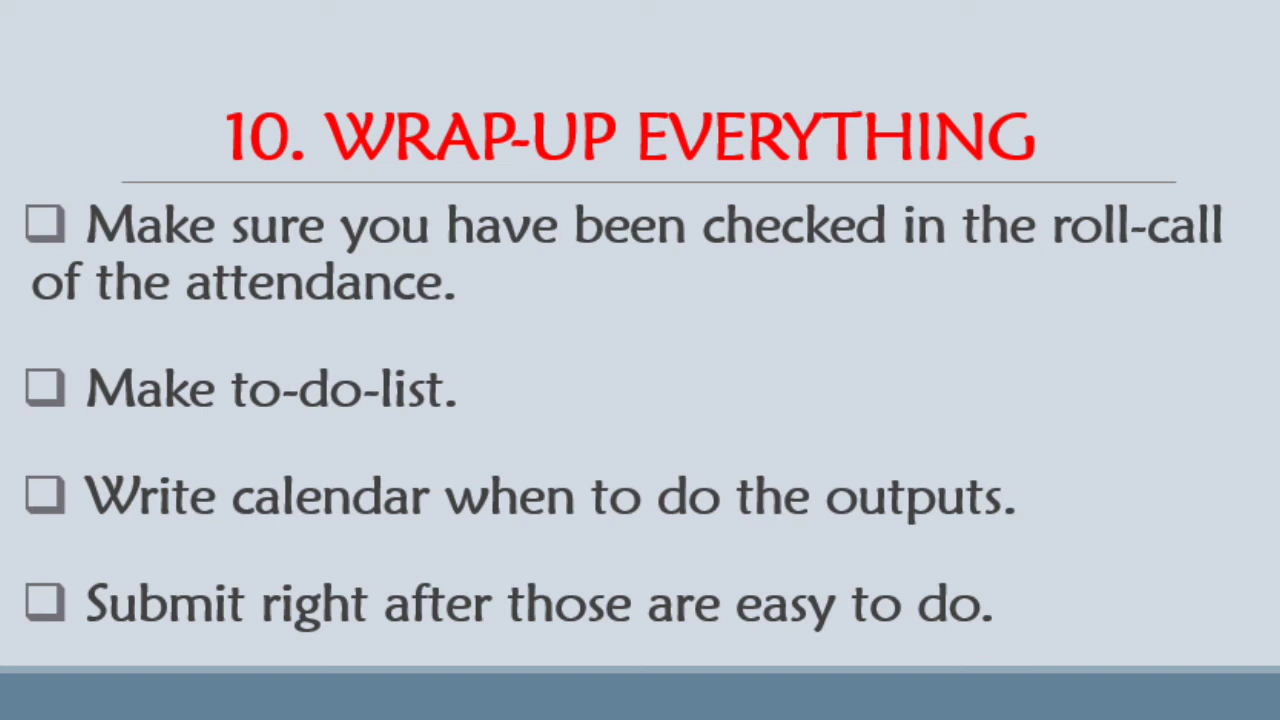 10. WRAP-UP EVERYTHING
Make sure you have been checked in the roll-call
of the attendance.
Make to-do-list.
Write calendar when to do the outputs.
Submit right after those are easy to do.